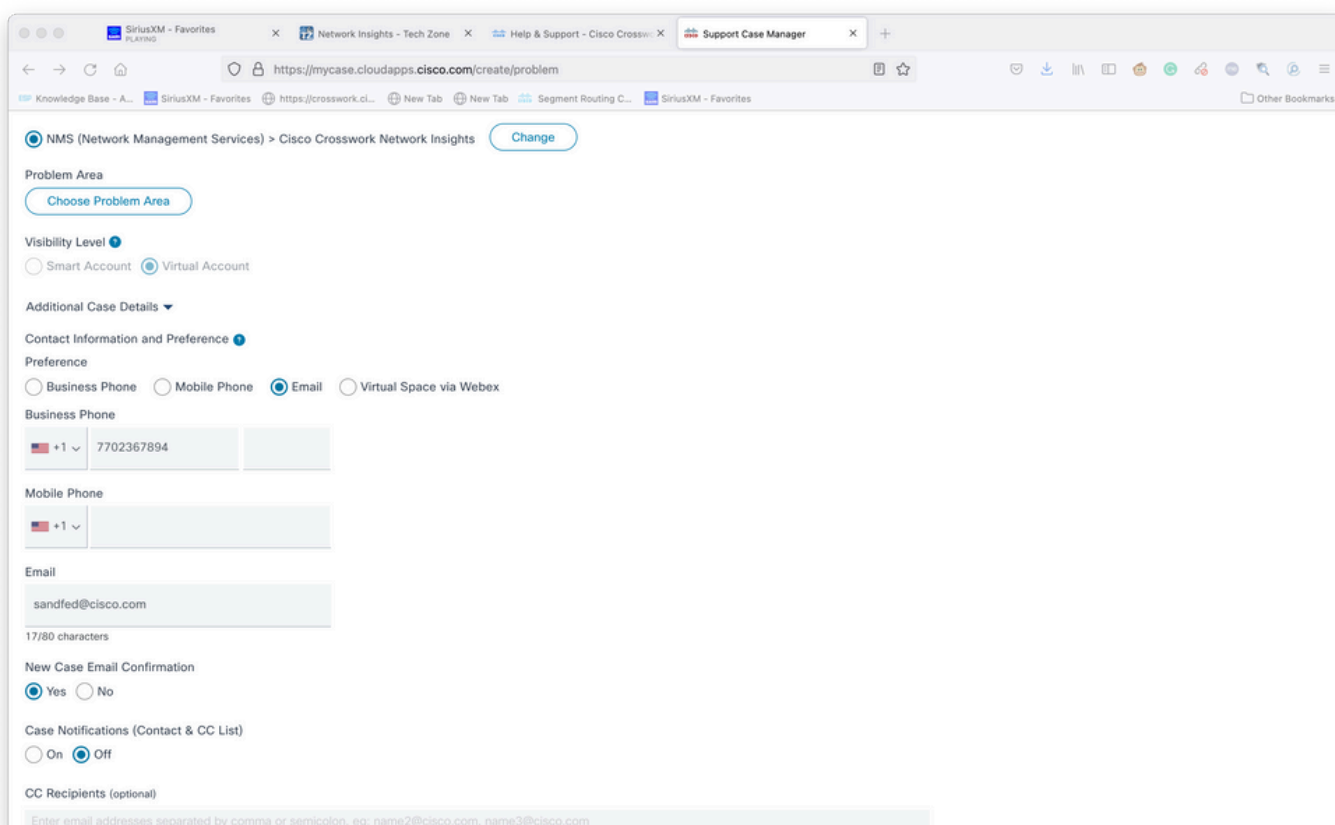 SiriusXM - Favorites
PLAYING
Network Insights - Tech Zone
Help & Support - Cisco Crossw
Support Case Manager
https://mycase.cloudapps.cisco.com/create/problem
Knowledge Base - A... SiriusXM - Favorites https://crosswork.ci... New Tab New Tab Segment Routing C... SiriusXM - Favorites Other Bookmarks
NMS (Network Management Services) > Cisco Crosswork Network Insights Change
Problem Area
Choose Problem Area
Visibility Level ?
Smart Account Virtual Account
Additional Case Details
Contact Information and Preference ?
Preference
Business Phone Mobile Phone Email Virtual Space via Webex
Business Phone
+1 7702367894
Mobile Phone
+1
Email
sandfed@cisco.com
17/80 characters
New Case Email Confirmation
Yes No
Case Notifications (Contact & CC List)
On Off
CC Recipients (optional)
Enter email addresses separated by comma or semicolon, eg: name2@cisco.com, name3@cisco.com